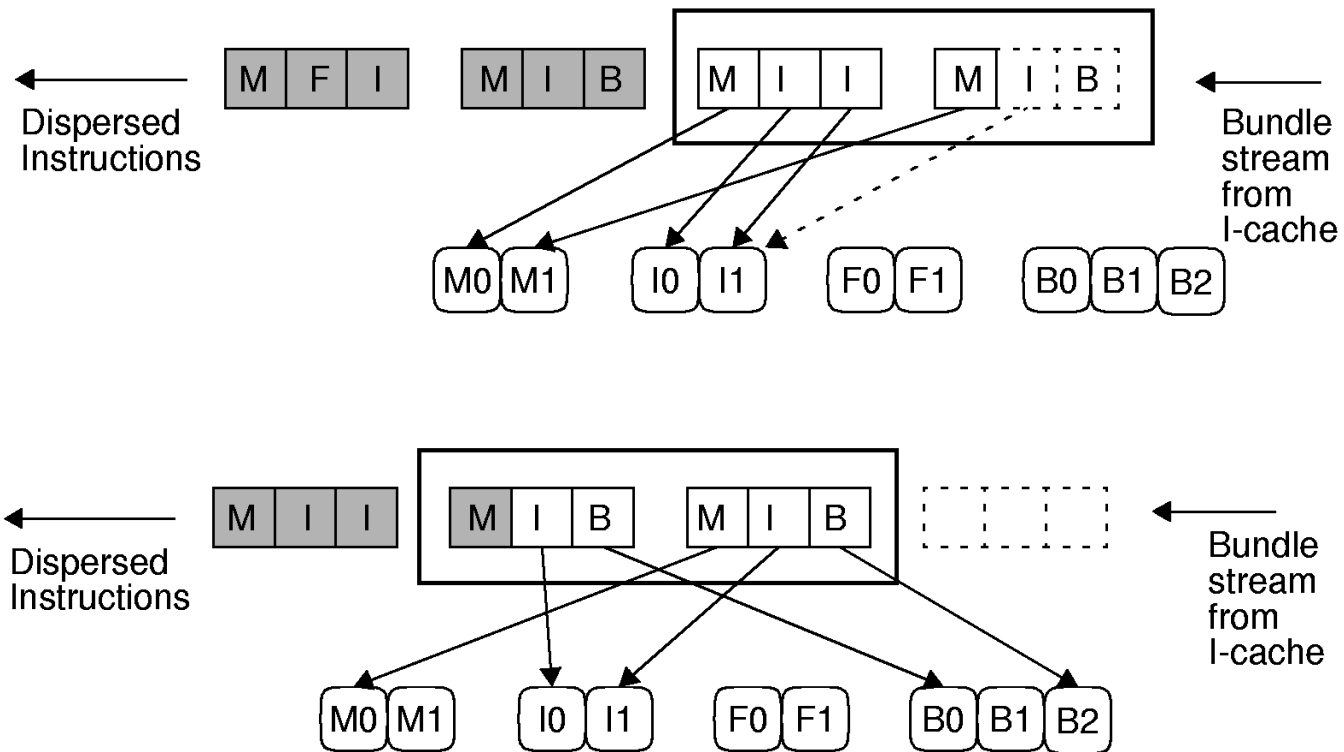 M F I M I B M I I M I B
Dispersed
Instructions
Bundle
stream
from
I-cache
M0 M1 I0 I1 F0 F1 B0 B1 B2
M I I M I B M I B
Dispersed
Instructions
Bundle
stream
from
I-cache
M0 M1 I0 I1 F0 F1 B0 B1 B2